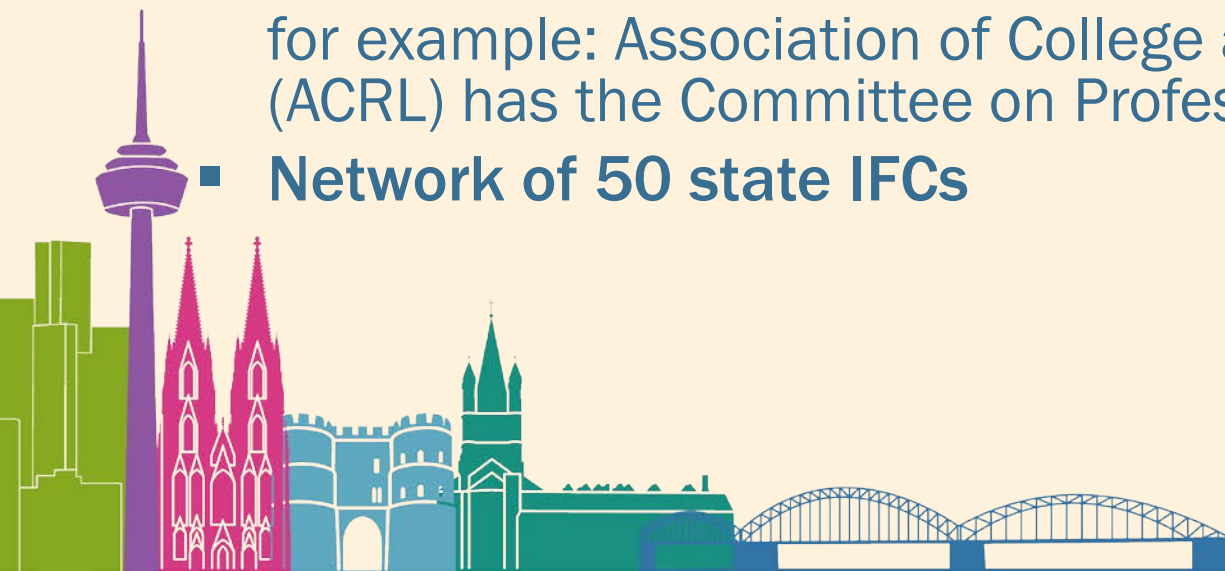 for example: Association of College
(ACRL) has the Committee on
▪ Network of 50 state IFCs